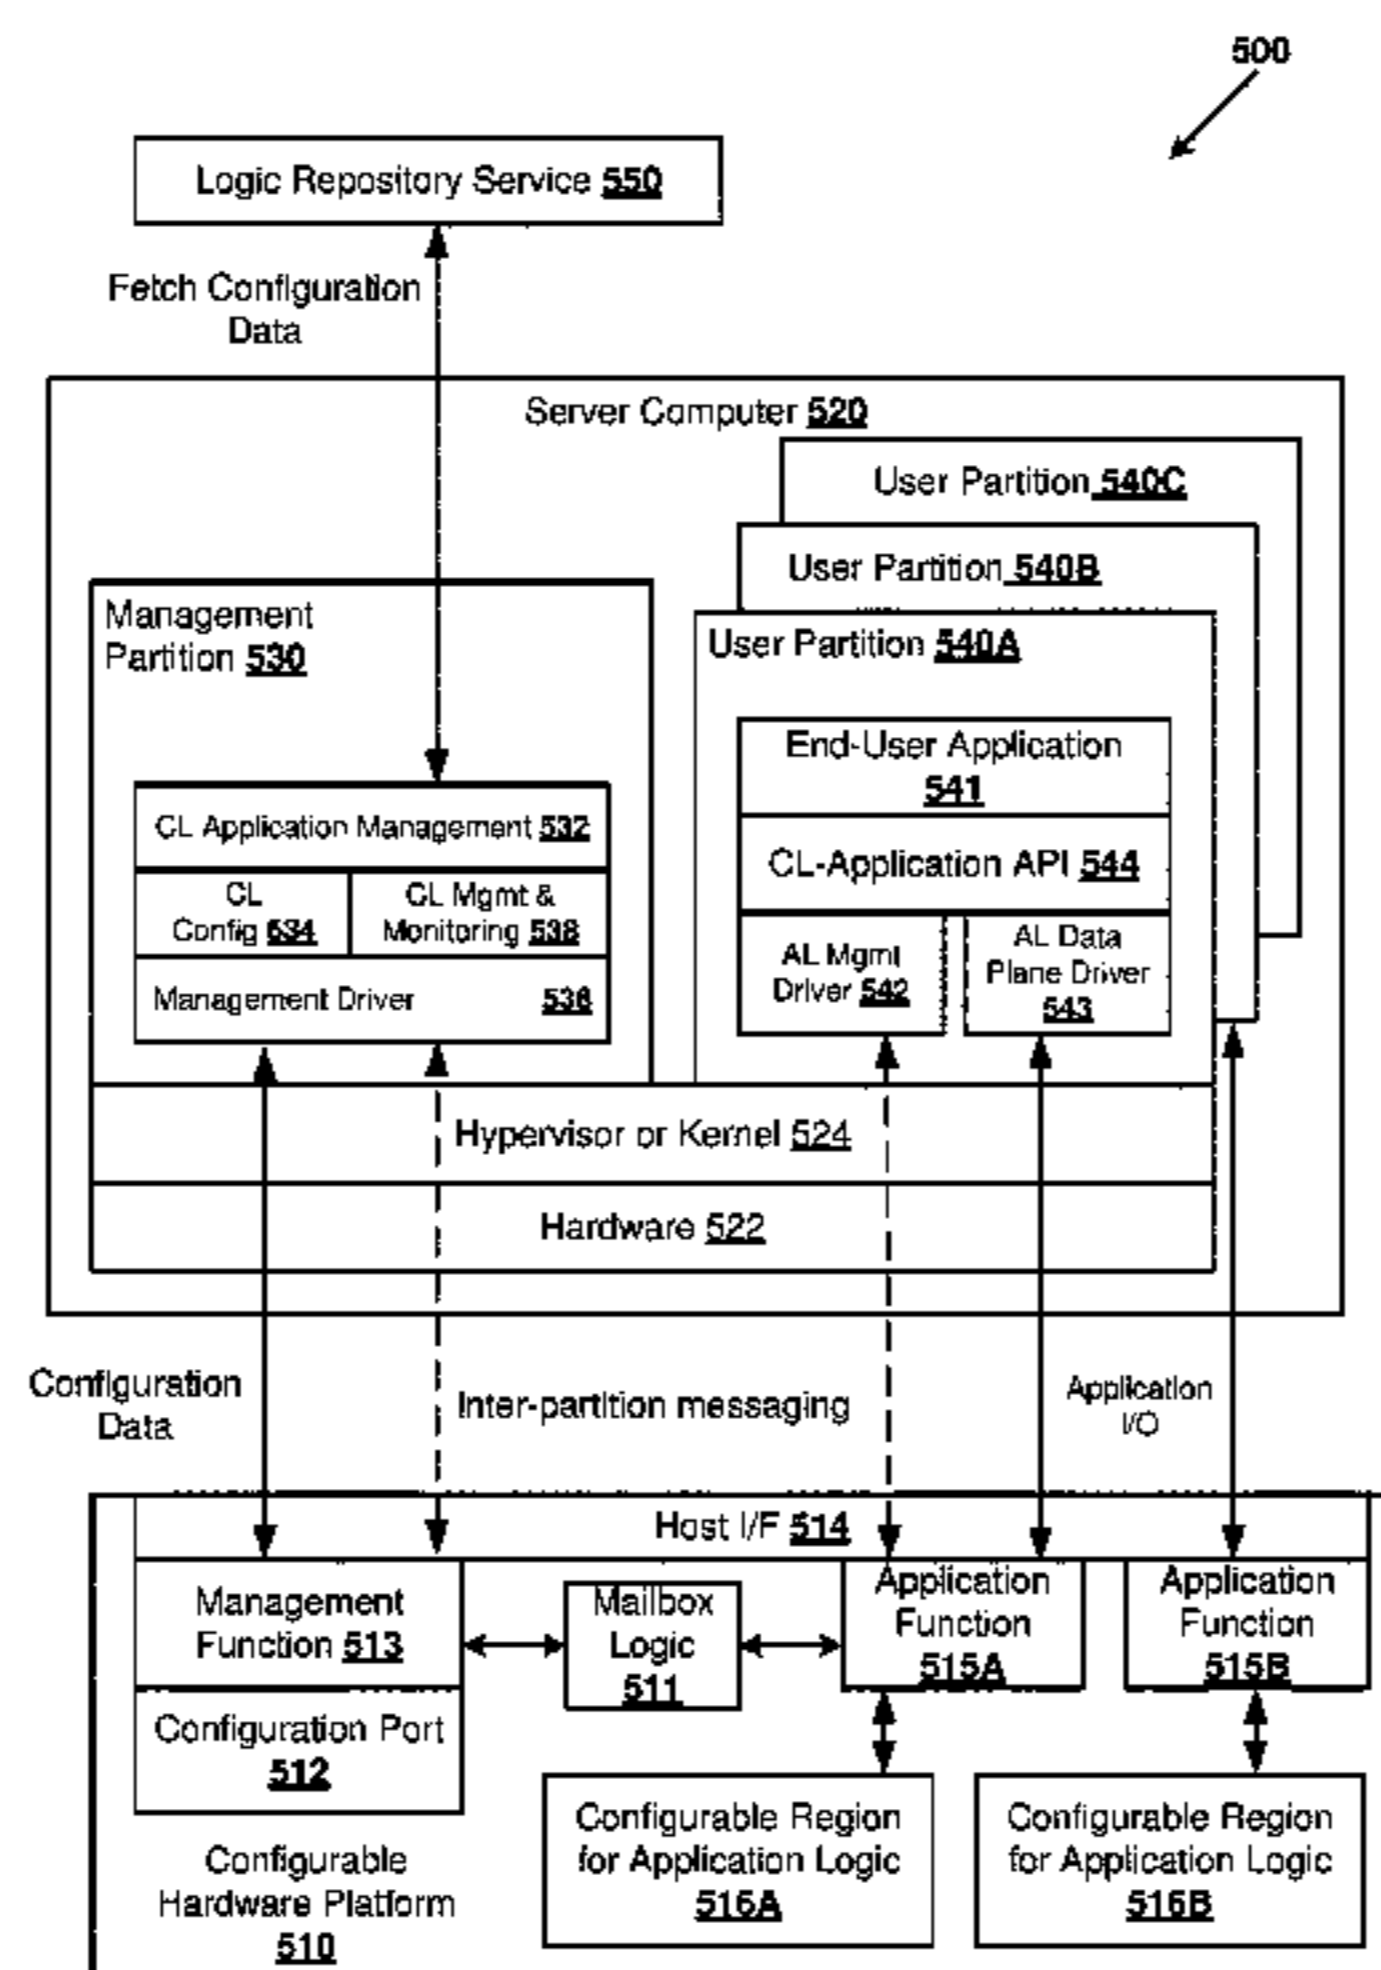 500
Logic Repository Service 550
Fetch Configuration
Data
Server Computer 520
User Partition 540C
User Partition 540B
User Partition 540A
Management
Partition 530
End-User Application
541
CL Application Management 532
CL-Application API 544
CL
Config 534
CL Mgmt &
Monitoring 538
AL Mgmt
Driver 542
AL Data
Plane Driver
543
Management Driver 536
Hypervisor or Kernel 524
Hardware 522
Configuration
Data
Inter-partition messaging
Application
I/O
Host I/F 514
Management
Function 513
Mailbox
Logic
511
Application
Function
515A
Application
Function
515B
Configuration Port
512
Configurable Region
for Application Logic
516A
Configurable Region
for Application Logic
516B
Configurable
Hardware Platform
510